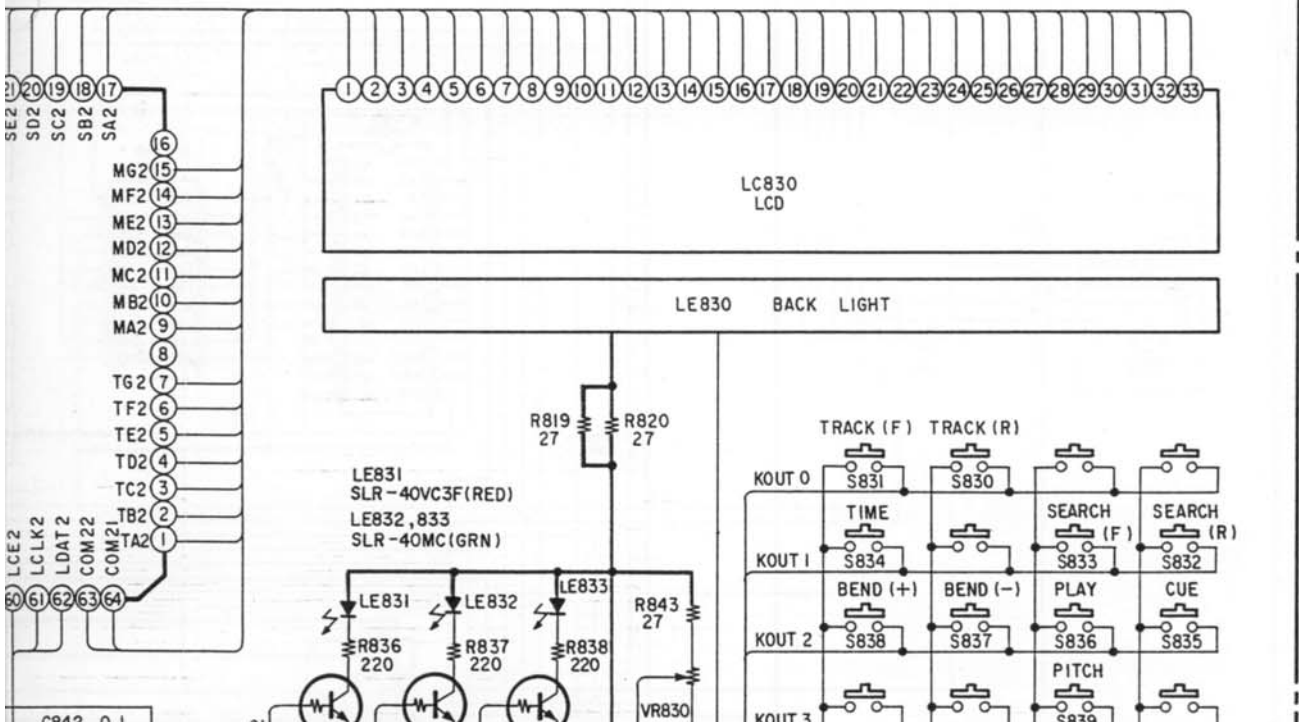 21 20 19 18 17
SE2 SD2 SC2 SB2 SA2
1 2 3 4 5 6 7 8 9 10 11 12 13 14 15 16 17 18 19 20 21 22 23 24 25 26 27 28 29 30 31 32 33
16
MG2 15
MF2 14
ME2 13
MD2 12
MC2 11
MB2 10
MA2 9
8
TG2 7
TF2 6
TE2 5
TD2 4
TC2 3
TB2 2
TA2 1
LCE2 LCLK2 LDAT2 COM22 COM21
60 61 62 63 64
LC830
LCD
LE830 BACK LIGHT
R819
27
R820
27
LE831
SLR-40VC3F(RED)
LE832,833
SLR-40MC(GRN)
LE831 LE832 LE833
R836
220
R837
220
R838
220
R843
27
VR830
TRACK (F) TRACK (R)
KOUT 0 S831 S830
TIME SEARCH (F) SEARCH (R)
KOUT 1 S834 S833 S832
BEND (+) BEND (-) PLAY CUE
KOUT 2 S838 S837 S836 S835
PITCH
KOUT 3 S839
C842 0.1